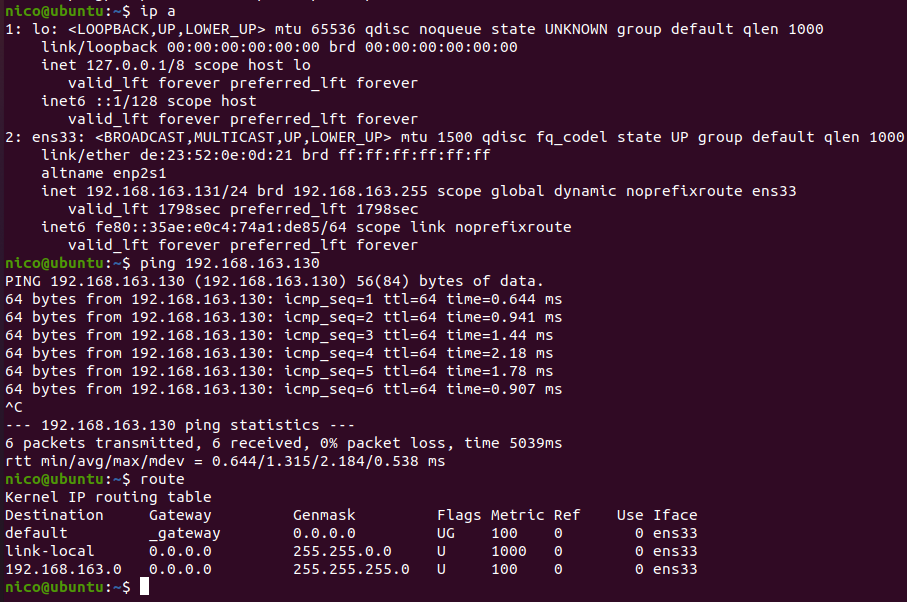 nico@ubuntu:~$ ip a
1: lo: <LOOPBACK,UP,LOWER_UP> mtu 65536 qdisc noqueue state UNKNOWN group default qlen 1000
    link/loopback 00:00:00:00:00:00 brd 00:00:00:00:00:00
    inet 127.0.0.1/8 scope host lo
       valid_lft forever preferred_lft forever
    inet6 ::1/128 scope host
       valid_lft forever preferred_lft forever
2: ens33: <BROADCAST,MULTICAST,UP,LOWER_UP> mtu 1500 qdisc fq_codel state UP group default qlen 1000
    link/ether de:23:52:0e:0d:21 brd ff:ff:ff:ff:ff:ff
    altname enp2s1
    inet 192.168.163.131/24 brd 192.168.163.255 scope global dynamic noprefixroute ens33
       valid_lft 1798sec preferred_lft 1798sec
    inet6 fe80::35ae:e0c4:74a1:de85/64 scope link noprefixroute
       valid_lft forever preferred_lft forever
nico@ubuntu:~$ ping 192.168.163.130
PING 192.168.163.130 (192.168.163.130) 56(84) bytes of data.
64 bytes from 192.168.163.130: icmp_seq=1 ttl=64 time=0.644 ms
64 bytes from 192.168.163.130: icmp_seq=2 ttl=64 time=0.941 ms
64 bytes from 192.168.163.130: icmp_seq=3 ttl=64 time=1.44 ms
64 bytes from 192.168.163.130: icmp_seq=4 ttl=64 time=2.18 ms
64 bytes from 192.168.163.130: icmp_seq=5 ttl=64 time=1.78 ms
64 bytes from 192.168.163.130: icmp_seq=6 ttl=64 time=0.907 ms
^C
--- 192.168.163.130 ping statistics ---
6 packets transmitted, 6 received, 0% packet loss, time 5039ms
rtt min/avg/max/mdev = 0.644/1.315/2.184/0.538 ms
nico@ubuntu:~$ route
Kernel IP routing table
Destination     Gateway         Genmask         Flags Metric Ref    Use Iface
default         _gateway        0.0.0.0         UG    100    0        0 ens33
link-local      0.0.0.0         255.255.0.0     U     1000   0        0 ens33
192.168.163.0   0.0.0.0         255.255.255.0   U     100    0        0 ens33
nico@ubuntu:~$